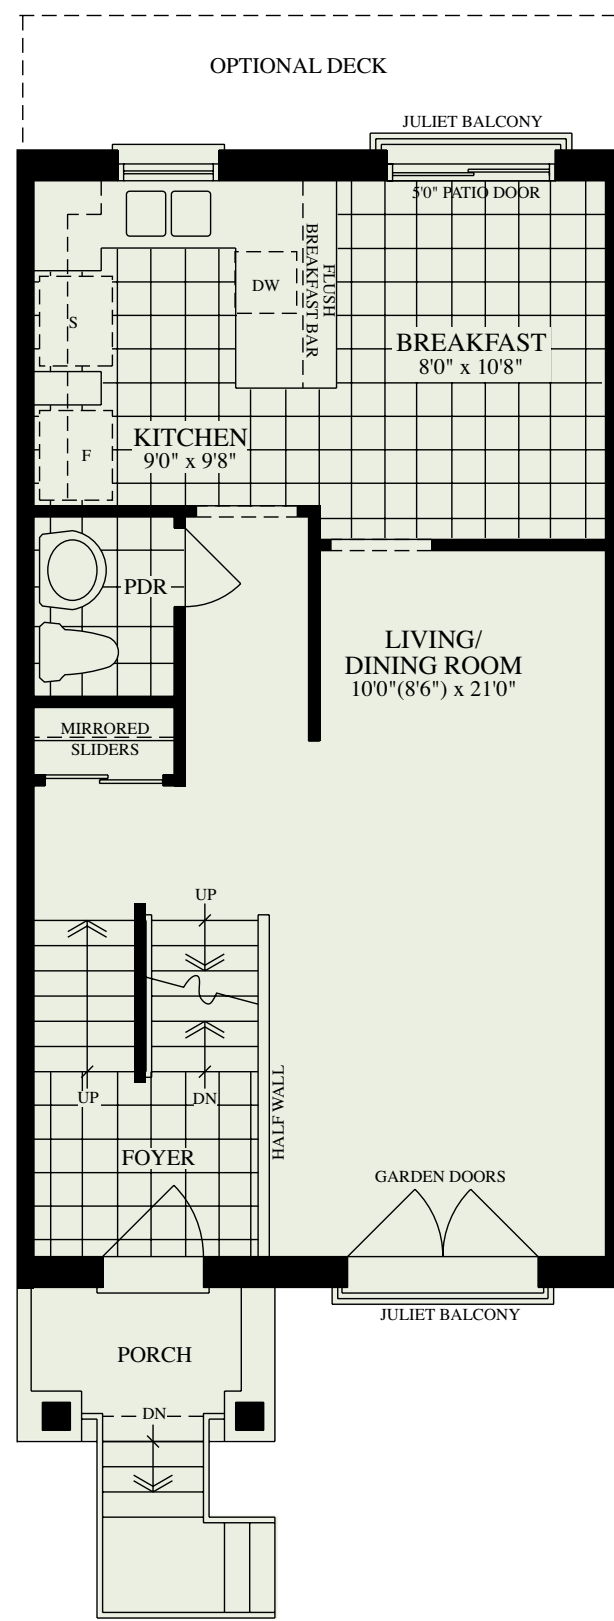 OPTIONAL DECK
JULIET BALCONY
5'0" PATIO DOOR
FLUSH
BREAKFAST BAR
DW
S
BREAKFAST
8'0" x 10'8"
KITCHEN
9'0" x 9'8"
F
PDR
LIVING/
DINING ROOM
10'0"(8'6") x 21'0"
MIRRORED
SLIDERS
UP
UP
DN
HALF WALL
FOYER
GARDEN DOORS
JULIET BALCONY
PORCH
DN